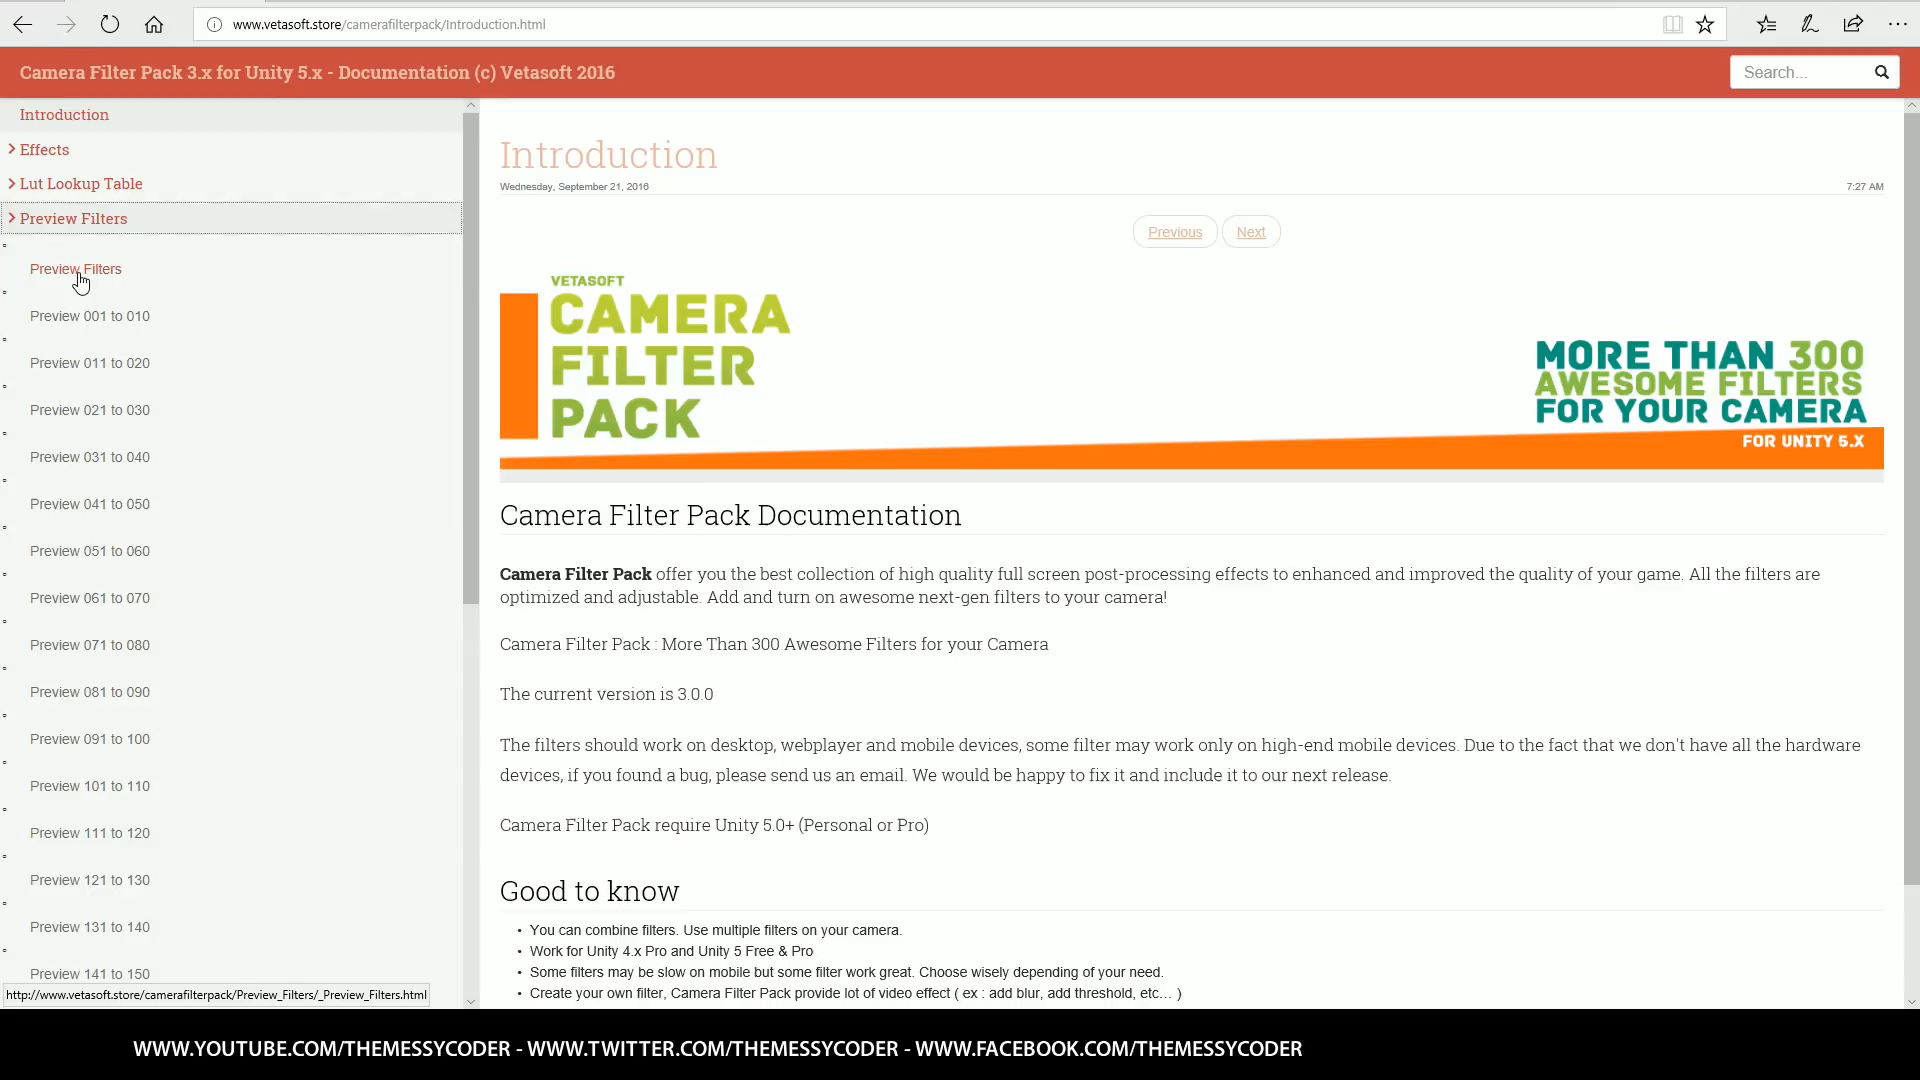 www.vetasoft.store/camerafilterpack/Introduction.html
Camera Filter Pack 3.x for Unity 5.x - Documentation (c) Vetasoft 2016
Search...
Introduction
Effects
Lut Lookup Table
Preview Filters
Preview Filters
Preview 001 to 010
Preview 011 to 020
Preview 021 to 030
Preview 031 to 040
Preview 041 to 050
Preview 051 to 060
Preview 061 to 070
Preview 071 to 080
Preview 081 to 090
Preview 091 to 100
Preview 101 to 110
Preview 111 to 120
Preview 121 to 130
Preview 131 to 140
Preview 141 to 150
http://www.vetasoft.store/camerafilterpack/Preview_Filters/_Preview_Filters.html
Introduction
Wednesday, September 21, 2016
7:27 AM
Previous
Next
VETASOFT
CAMERA
FILTER
PACK
MORE THAN 300
AWESOME FILTERS
FOR YOUR CAMERA
FOR UNITY 5.X
Camera Filter Pack Documentation
Camera Filter Pack offer you the best collection of high quality full screen post-processing effects to enhanced and improved the quality of your game. All the filters are
optimized and adjustable. Add and turn on awesome next-gen filters to your camera!
Camera Filter Pack : More Than 300 Awesome Filters for your Camera
The current version is 3.0.0
The filters should work on desktop, webplayer and mobile devices, some filter may work only on high-end mobile devices. Due to the fact that we don't have all the hardware
devices, if you found a bug, please send us an email. We would be happy to fix it and include it to our next release.
Camera Filter Pack require Unity 5.0+ (Personal or Pro)
Good to know
• You can combine filters. Use multiple filters on your camera.
• Work for Unity 4.x Pro and Unity 5 Free & Pro
• Some filters may be slow on mobile but some filter work great. Choose wisely depending of your need.
• Create your own filter, Camera Filter Pack provide lot of video effect ( ex : add blur, add threshold, etc... )
WWW.YOUTUBE.COM/THEMESSYCODER - WWW.TWITTER.COM/THEMESSYCODER - WWW.FACEBOOK.COM/THEMESSYCODER